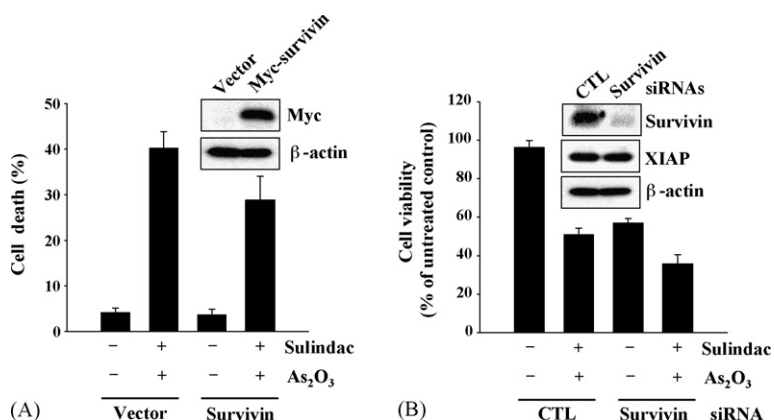 Vector
Myc-survivin
Myc
β-actin
50
40
30
20
10
0
Cell death (%)
− + − + Sulindac
− + − + As₂O₃
Vector Survivin
(A)
CTL
Survivin
siRNAs
Survivin
XIAP
β-actin
120
100
80
60
40
20
0
Cell viability
(% of untreated control)
− + − + Sulindac
− + − + As₂O₃
CTL Survivin siRNA
(B)